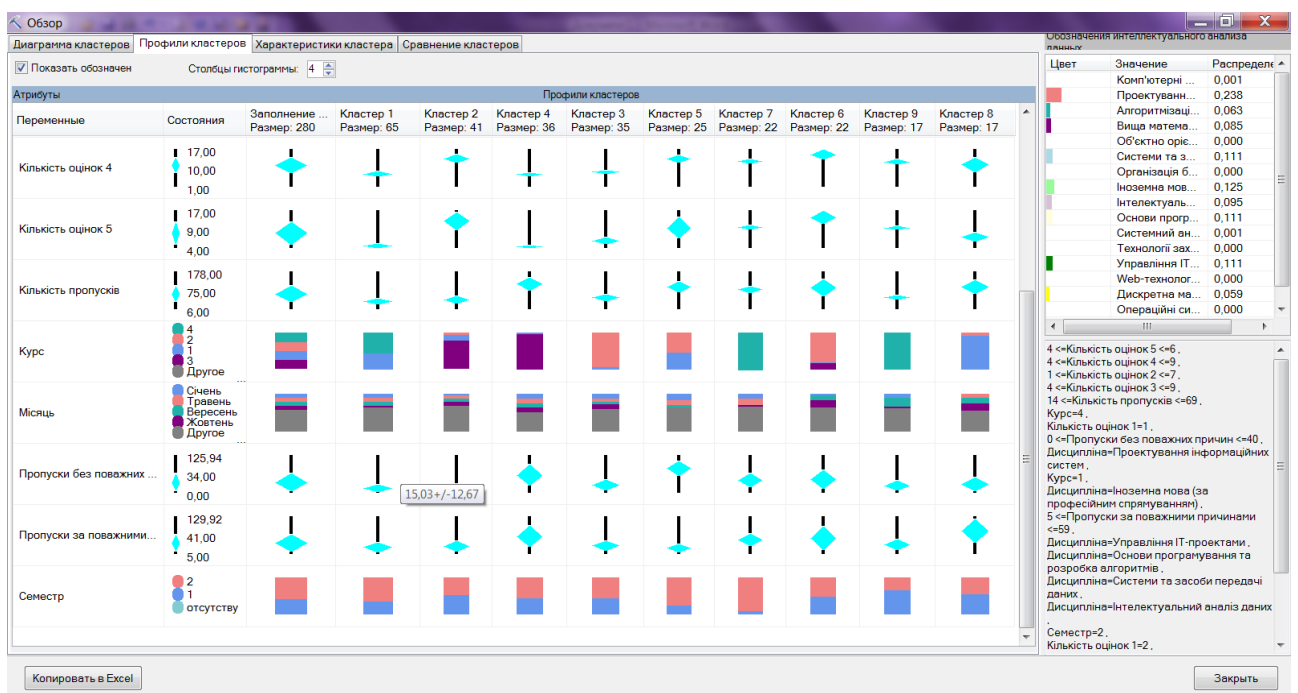 Обзор
Диаграмма кластеров Профили кластеров Характеристики кластера Сравнение кластеров
Показать обозначен Столбцы гистограммы: 4
Атрибуты Профили кластеров
Переменные Состояния Заполнение ... Кластер 1 Кластер 2 Кластер 4 Кластер 3 Кластер 5 Кластер 7 Кластер 6 Кластер 9 Кластер 8
Размер: 280 Размер: 65 Размер: 41 Размер: 36 Размер: 35 Размер: 25 Размер: 22 Размер: 22 Размер: 17 Размер: 17
Кількість оцінок 4
17,00
10,00
1,00
Кількість оцінок 5
17,00
9,00
4,00
Кількість пропусків
178,00
75,00
6,00
Курс
4
2
1
3
Другое
...
Місяць
Січень
Травень
Вересень
Жовтень
Другое
...
Пропуски без поважних ...
125,94
34,00
0,00
15,03+/-12,67
Пропуски за поважними...
129,92
41,00
5,00
Семестр
2
1
отсутству
Обозначения интеллектуального анализа
данных
Цвет Значение Распределе
Комп'ютерні ... 0,001
Проектуванн... 0,238
Алгоритмізаці... 0,063
Вища матема... 0,085
Об'єктно оріє... 0,000
Системи та з... 0,111
Організація б... 0,000
Іноземна мов... 0,125
Інтелектуаль... 0,095
Основи прогр... 0,111
Системний ан... 0,001
Технології зах... 0,000
Управління ІТ... 0,111
Web-технолог... 0,000
Дискретна ма... 0,059
Операційні си... 0,000
4 <=Кількість оцінок 5 <=6 ,
4 <=Кількість оцінок 4 <=9 ,
1 <=Кількість оцінок 2 <=7 ,
4 <=Кількість оцінок 3 <=9 ,
14 <=Кількість пропусків <=69 ,
Курс=4 ,
Кількість оцінок 1=1 ,
0 <=Пропуски без поважних причин <=40 ,
Дисципліна=Проектування інформаційних
систем ,
Курс=1 ,
Дисципліна=Іноземна мова (за
професійним спрямуванням) ,
5 <=Пропуски за поважними причинами
<=59 ,
Дисципліна=Управління ІТ-проектами ,
Дисципліна=Основи програмування та
розробка алгоритмів ,
Дисципліна=Системи та засоби передачі
даних ,
Дисципліна=Інтелектуальний аналіз даних
,
Семестр=2 ,
Кількість оцінок 1=2 ,
Копировать в Excel Закрыть